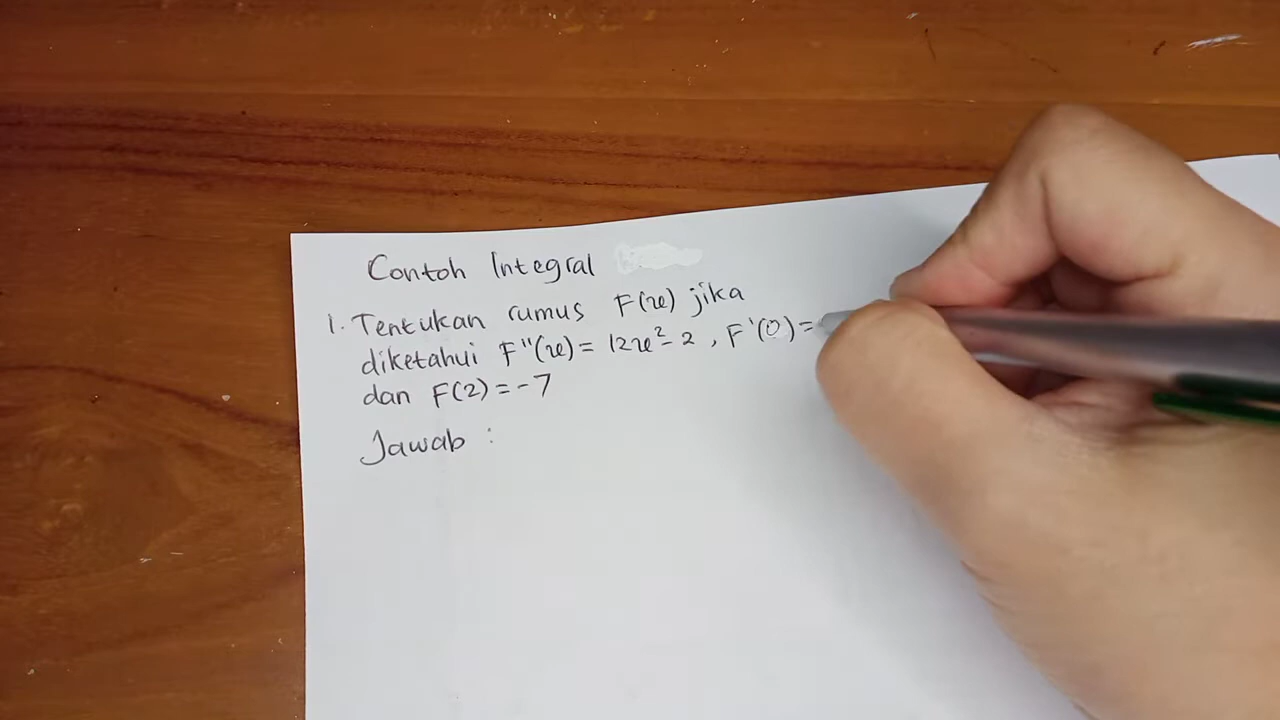 Contoh Integral
1. Tentukan rumus F(x) jika
diketahui F"(x) = 12x² - 2 , F'(0) =
dan F(2) = -7
Jawab :